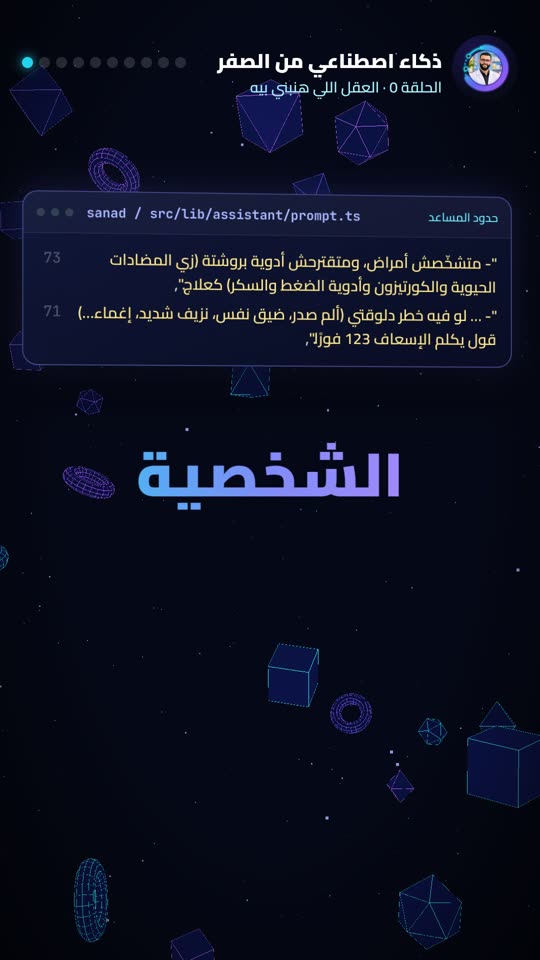 ذكاء اصطناعي من الصفر
الحلقة 0 · العقل اللي هنبني بيه
sanad / src/lib/assistant/prompt.ts
حدود المساعد
73
"- متشخّصش أمراض، ومتقترحش أدوية بروشتة (زي المضادات
الحيوية والكورتيزون وأدوية الضغط والسكر) كعلاج",
71
"- ... لو فيه خطر دلوقتي (ألم صدر، ضيق نفس، نزيف شديد، إغماء...)
قول يكلم الإسعاف 123 فورًا",
الشخصية